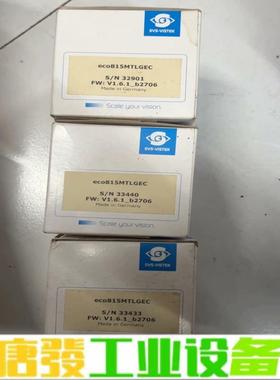 SVS-VISTEK
eco815MTLGEC
S/N 32901
FW: V1.6.1_b2706
Made in Germany
Scale your vision.
SVS-VISTEK
eco815MTLGEC
S/N 33440
FW: V1.6.1_b2706
Made in Germany
Scale your vision.
SVS-VISTEK
eco815MTLGEC
S/N 33433
FW: V1.6.1_b2706
Made in Germany
唐發工业设备